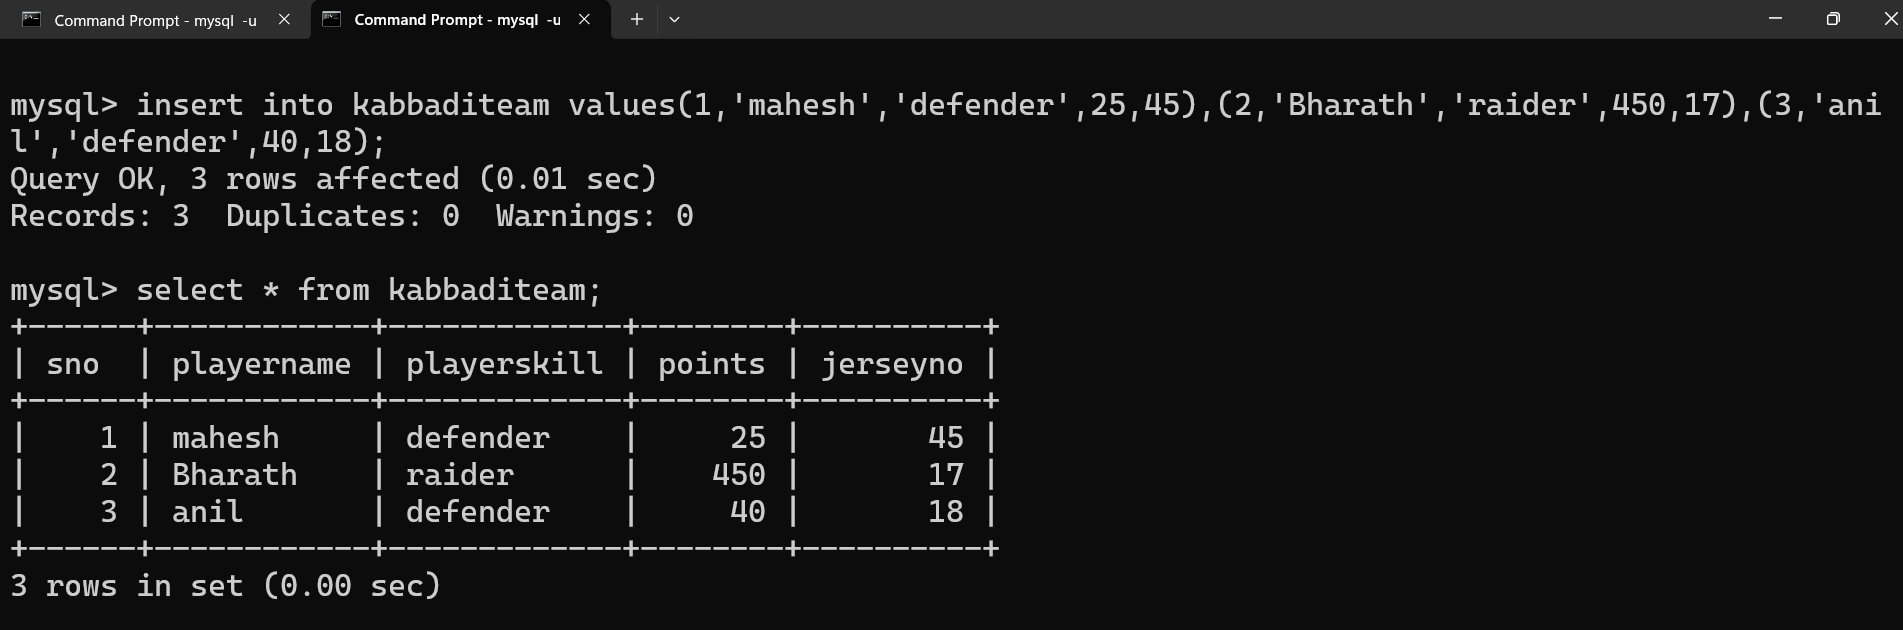 Command Prompt - mysql -u
Command Prompt - mysql -u
mysql> insert into kabbaditeam values(1,'mahesh','defender',25,45),(2,'Bharath','raider',450,17),(3,'ani
l','defender',40,18);
Query OK, 3 rows affected (0.01 sec)
Records: 3  Duplicates: 0  Warnings: 0
mysql> select * from kabbaditeam;
+------+------------+-------------+--------+----------+
| sno  | playername | playerskill | points | jerseyno |
+------+------------+-------------+--------+----------+
|    1 | mahesh     | defender    |     25 |       45 |
|    2 | Bharath    | raider      |    450 |       17 |
|    3 | anil       | defender    |     40 |       18 |
+------+------------+-------------+--------+----------+
3 rows in set (0.00 sec)